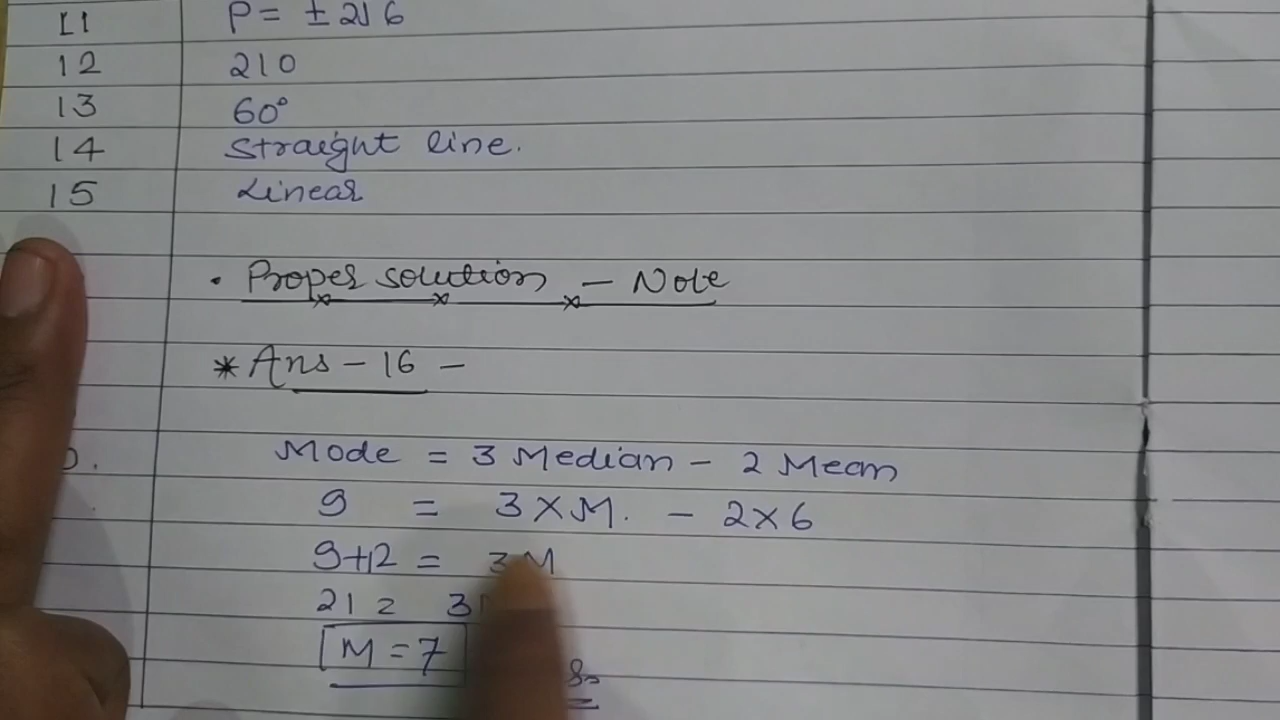 11 P = ± 2√6
12 210
13 60°
14 Straight line.
15 Linear
· Proper solution - Note
* Ans - 16 -
Mode = 3 Median - 2 Mean
9 = 3 × M. - 2 × 6
9+12 = 3M
21 = 3
M = 7